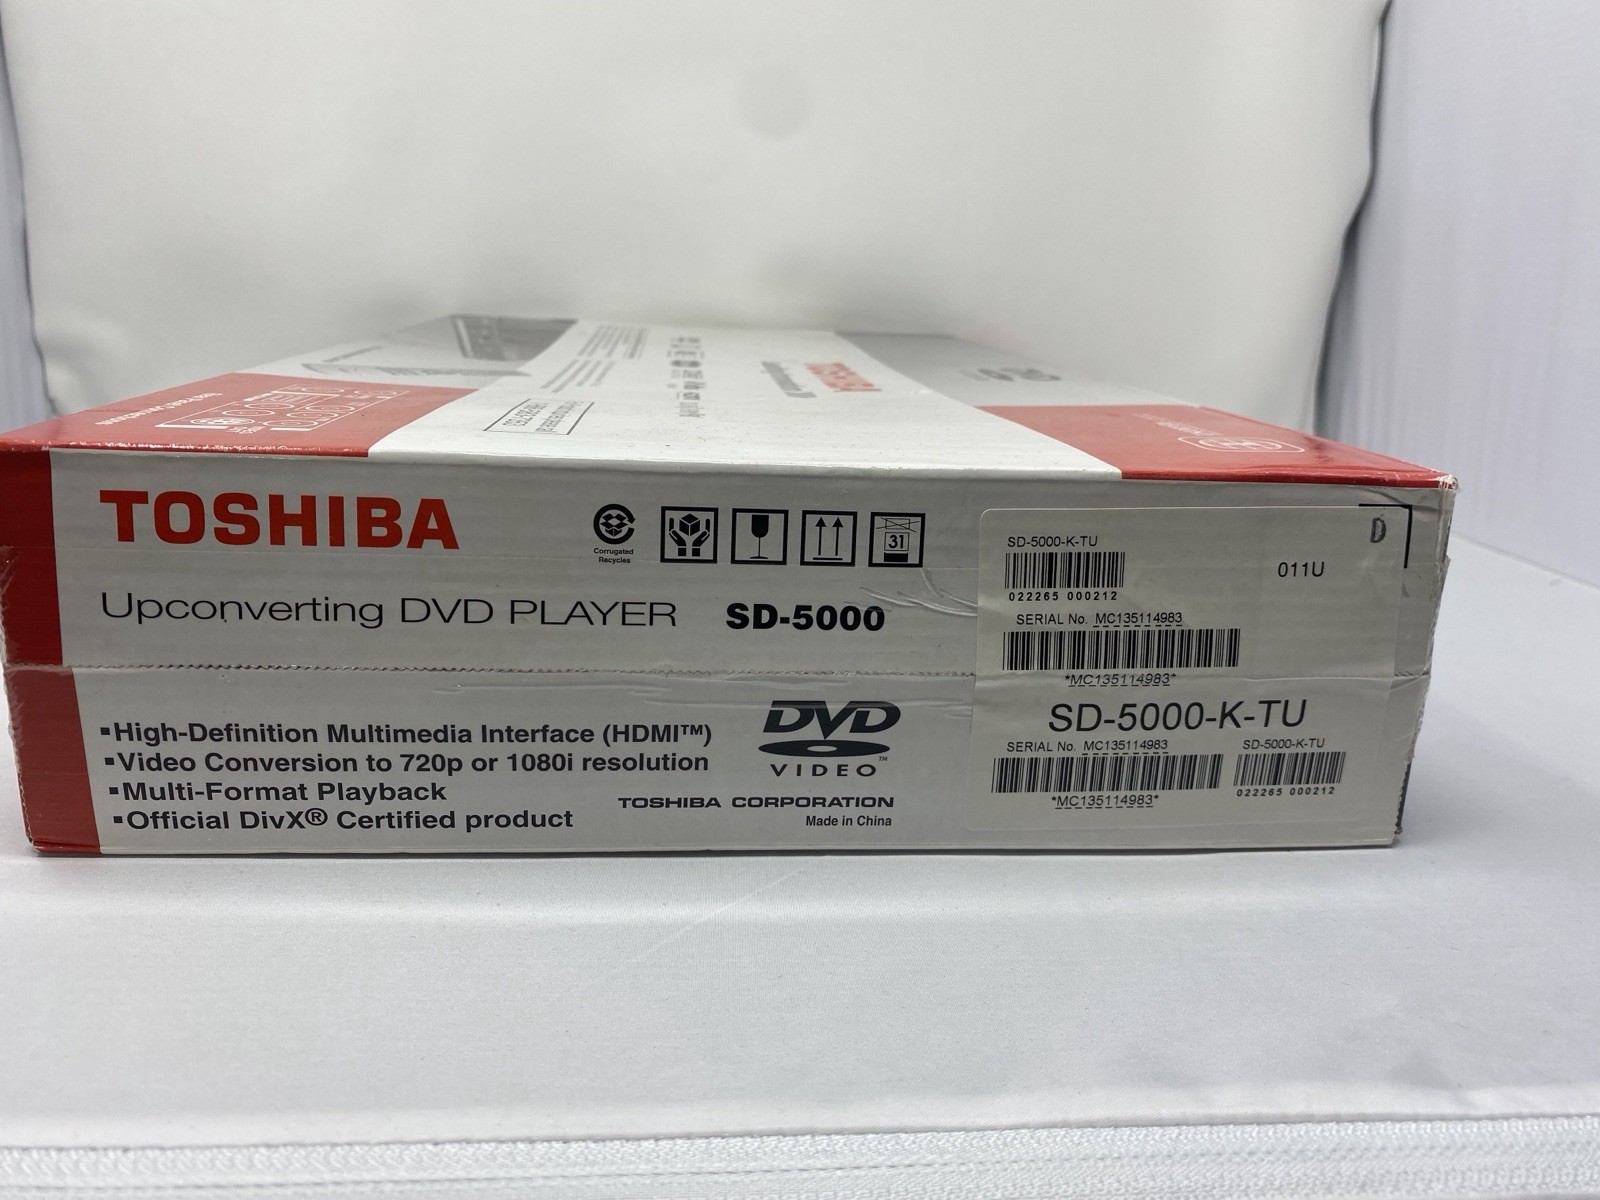 TOSHIBA
Corrugated
Recycles
31
Upconverting DVD PLAYER SD-5000
▪High-Definition Multimedia Interface (HDMI™)
▪Video Conversion to 720p or 1080i resolution
▪Multi-Format Playback
▪Official DivX® Certified product
DVD
VIDEO™
TOSHIBA CORPORATION
Made in China
D
SD-5000-K-TU
011U
022265 000212
SERIAL No. MC135114983
*MC135114983*
SD-5000-K-TU
SERIAL No. MC135114983
SD-5000-K-TU
*MC135114983*
022265 000212
TOSHIBA